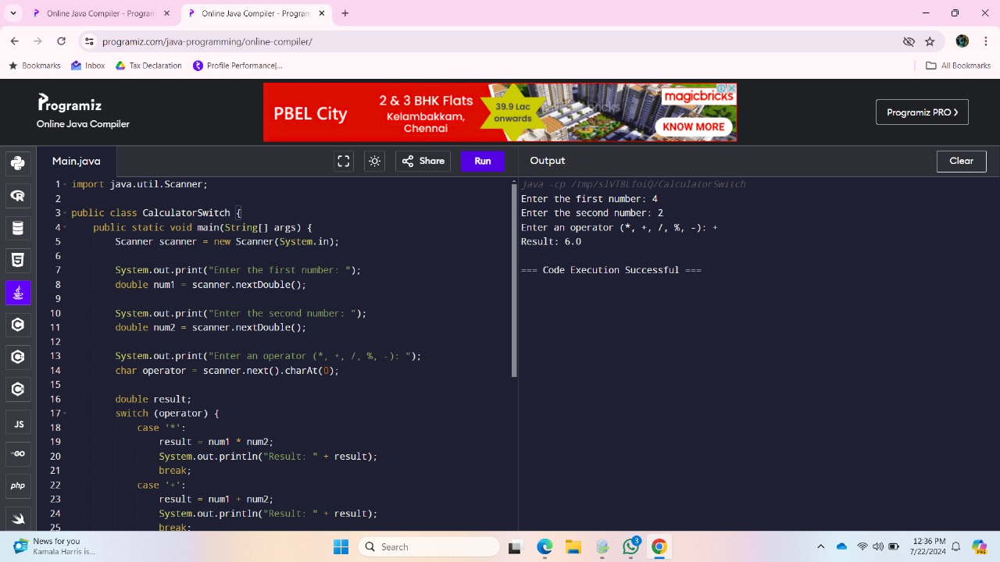 Online Java Compiler - Programiz
Online Java Compiler - Programiz
programiz.com/java-programming/online-compiler/
Bookmarks
Inbox
Tax Declaration
Profile Performance|...
All Bookmarks
Programiz
Online Java Compiler
PBEL City
2 & 3 BHK Flats
Kelambakkam,
Chennai
39.9 Lac
onwards
magicbricks
KNOW MORE
Programiz PRO
Main.java
Share
Run
Output
Clear
1 import java.util.Scanner;
2
3 public class CalculatorSwitch {
4 public static void main(String[] args) {
5 Scanner scanner = new Scanner(System.in);
6
7 System.out.print("Enter the first number: ");
8 double num1 = scanner.nextDouble();
9
10 System.out.print("Enter the second number: ");
11 double num2 = scanner.nextDouble();
12
13 System.out.print("Enter an operator (*, +, /, %, -): ");
14 char operator = scanner.next().charAt(0);
15
16 double result;
17 switch (operator) {
18 case '*':
19 result = num1 * num2;
20 System.out.println("Result: " + result);
21 break;
22 case '+':
23 result = num1 + num2;
24 System.out.println("Result: " + result);
25 break;
java -cp /tmp/slVT8LfoiQ/CalculatorSwitch
Enter the first number: 4
Enter the second number: 2
Enter an operator (*, +, /, %, -): +
Result: 6.0
=== Code Execution Successful ===
JS
GO
php
News for you
Kamala Harris is...
Search
3
12:36 PM
7/22/2024
PRE